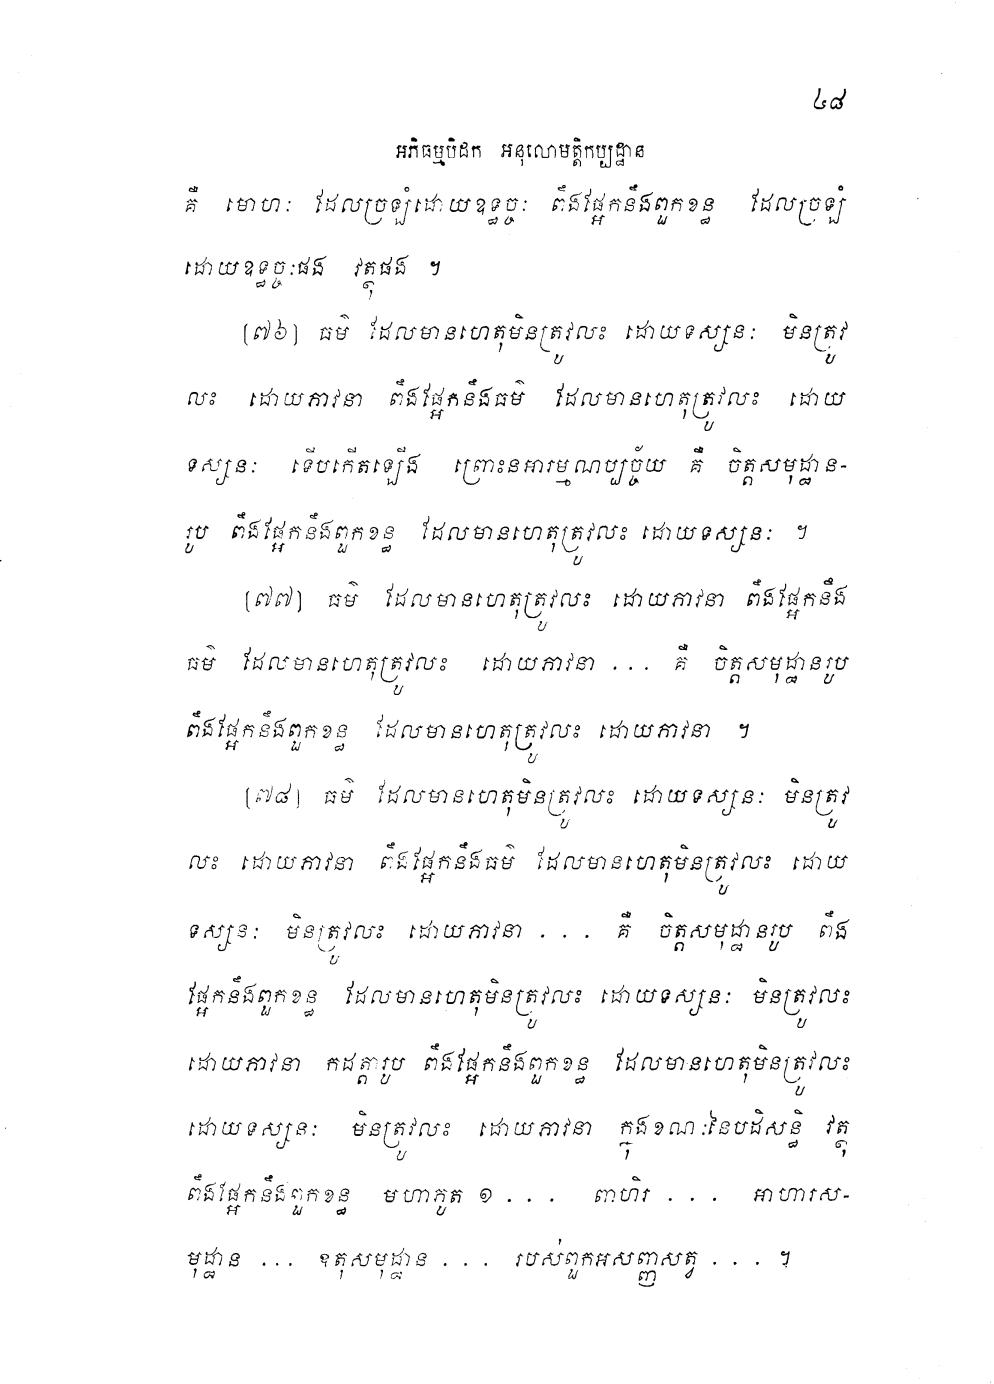 ៤៨
អភិធម្មបិដក អនុលោមត្តិកប្បដ្ឋាន
គឺ មោហៈ ដែលច្រឡំដោយឧទ្ធច្ចៈ ពឹងផ្អែកនឹងពួកខន្ធ ដែលច្រឡំ
ដោយឧទ្ធច្ចៈផង វត្ថុផង ។
[៧៦] ធម៌ ដែលមានហេតុមិនត្រូវលះ ដោយទស្សនៈ មិនត្រូវ
លះ ដោយភាវនា ពឹងផ្អែកនឹងធម៌ ដែលមានហេតុត្រូវលះ ដោយ
ទស្សនៈ ទើបកើតឡើង ព្រោះនអារម្មណប្បច្ច័យ គឺ ចិត្តសមុដ្ឋាន-
រូប ពឹងផ្អែកនឹងពួកខន្ធ ដែលមានហេតុត្រូវលះ ដោយទស្សនៈ ។
[៧៧] ធម៌ ដែលមានហេតុត្រូវលះ ដោយភាវនា ពឹងផ្អែកនឹង
ធម៌ ដែលមានហេតុត្រូវលះ ដោយភាវនា ... គឺ ចិត្តសមុដ្ឋានរូប
ពឹងផ្អែកនឹងពួកខន្ធ ដែលមានហេតុត្រូវលះ ដោយភាវនា ។
[៧៨] ធម៌ ដែលមានហេតុមិនត្រូវលះ ដោយទស្សនៈ មិនត្រូវ
លះ ដោយភាវនា ពឹងផ្អែកនឹងធម៌ ដែលមានហេតុមិនត្រូវលះ ដោយ
ទស្សនៈ មិនត្រូវលះ ដោយភាវនា ... គឺ ចិត្តសមុដ្ឋានរូប ពឹង
ផ្អែកនឹងពួកខន្ធ ដែលមានហេតុមិនត្រូវលះ ដោយទស្សនៈ មិនត្រូវលះ
ដោយភាវនា កដត្តារូប ពឹងផ្អែកនឹងពួកខន្ធ ដែលមានហេតុមិនត្រូវលះ
ដោយទស្សនៈ មិនត្រូវលះ ដោយភាវនា ក្នុងខណៈនៃបដិសន្ធិ វត្ថុ
ពឹងផ្អែកនឹងពួកខន្ធ មហាភូត ១ ... ពាហិរ ... អាហារស-
មុដ្ឋាន ... ឧតុសមុដ្ឋាន ... របស់ពួកអសញ្ញសត្វ ... ។